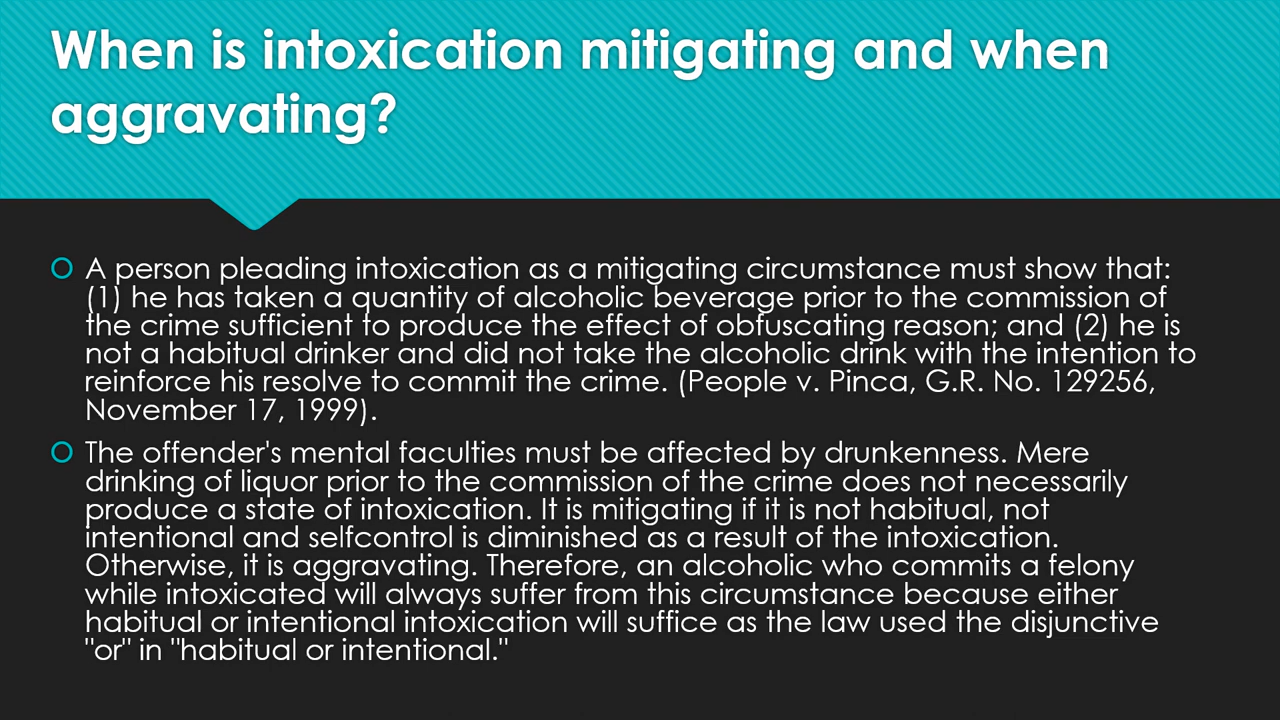 When is intoxication mitigating and when
aggravating?
A person pleading intoxication as a mitigating circumstance must show that:
(1) he has taken a quantity of alcoholic beverage prior to the commission of
the crime sufficient to produce the effect of obfuscating reason; and (2) he is
not a habitual drinker and did not take the alcoholic drink with the intention to
reinforce his resolve to commit the crime. (People v. Pinca, G.R. No. 129256,
November 17, 1999).
The offender's mental faculties must be affected by drunkenness. Mere
drinking of liquor prior to the commission of the crime does not necessarily
produce a state of intoxication. It is mitigating if it is not habitual, not
intentional and selfcontrol is diminished as a result of the intoxication.
Otherwise, it is aggravating. Therefore, an alcoholic who commits a felony
while intoxicated will always suffer from this circumstance because either
habitual or intentional intoxication will suffice as the law used the disjunctive
"or" in "habitual or intentional."